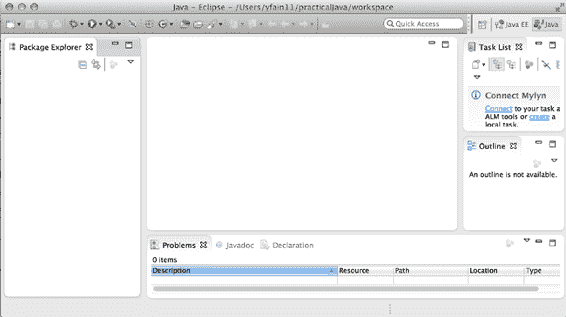 Java - Eclipse - /Users/yfain11/practicalJava/workspace
Quick Access
Java EE
Java
Package Explorer
Task List
Connect Mylyn
Connect to your task a
ALM tools or create a
local task.
Outline
An outline is not available.
Problems
Javadoc
Declaration
0 items
Description
Resource
Path
Location
Type